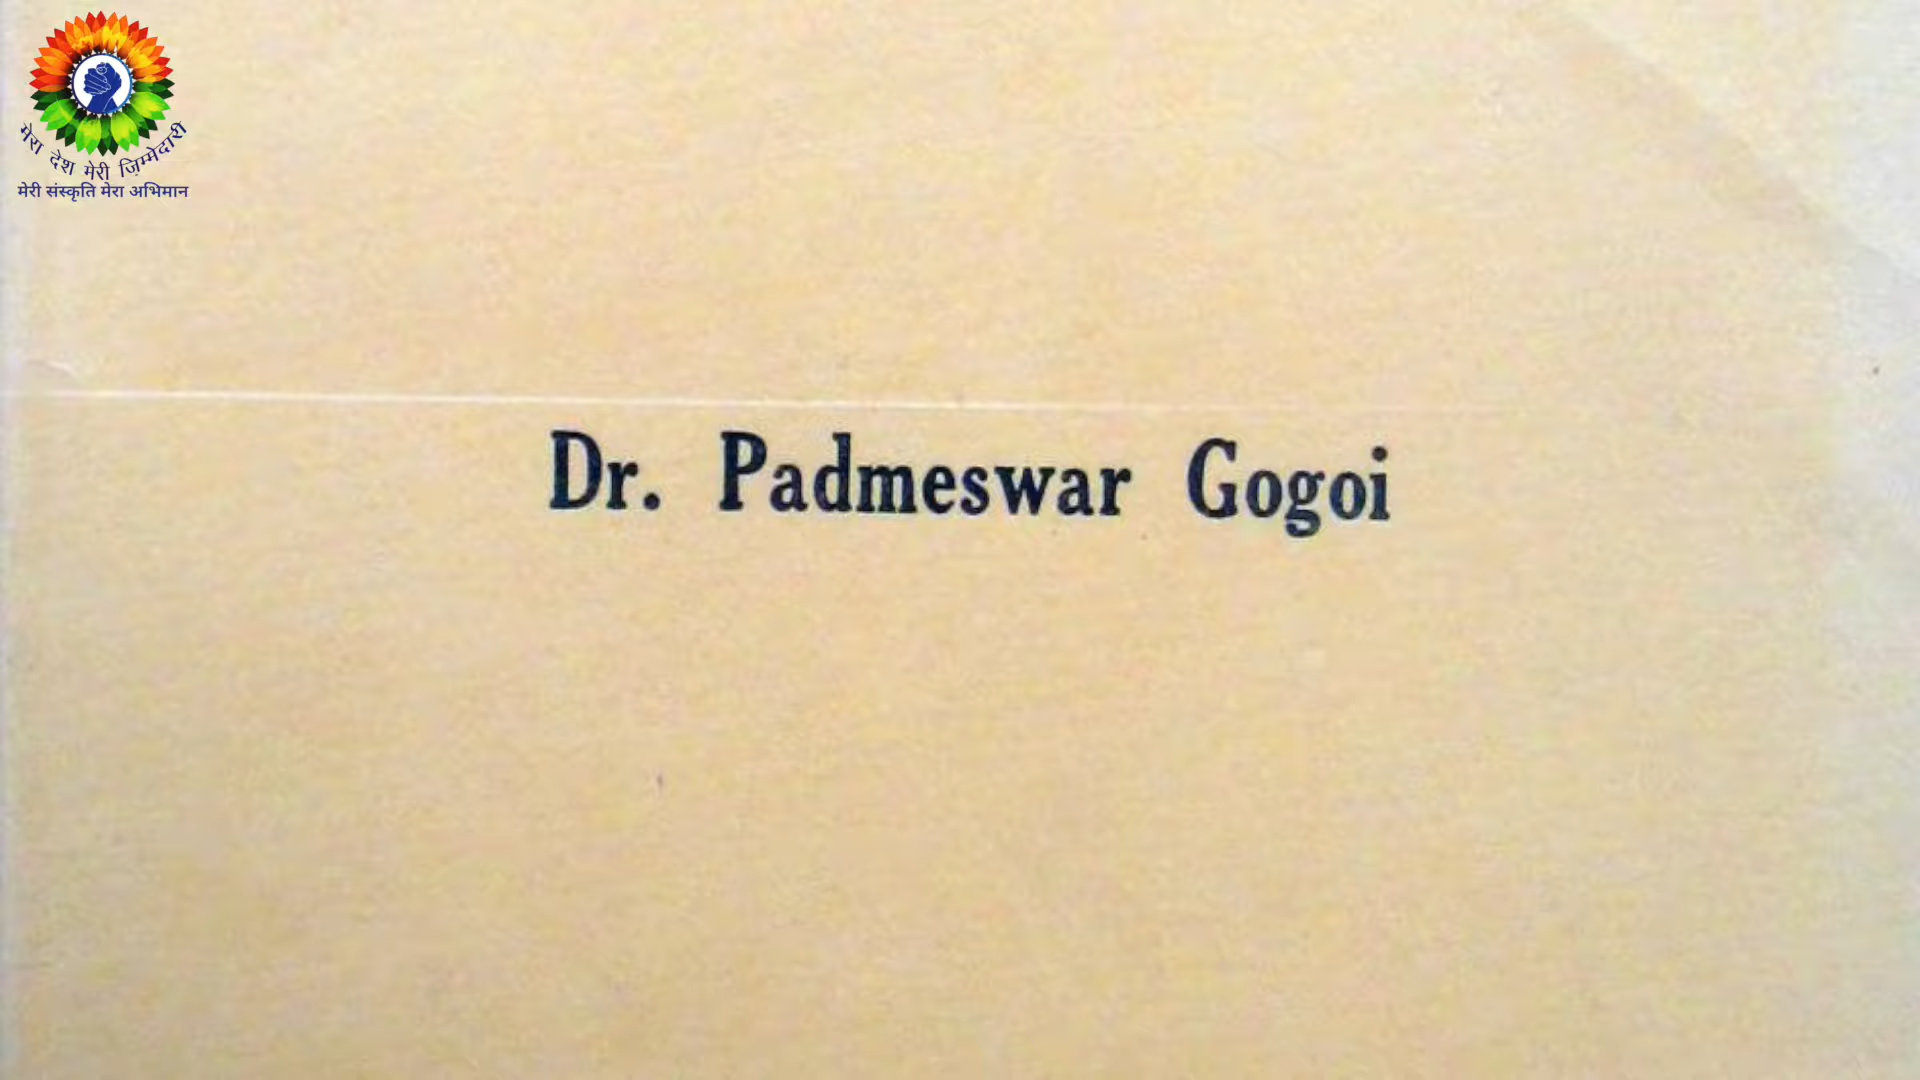 मेरा देश मेरी ज़िम्मेदारी
मेरी संस्कृति मेरा अभिमान
Dr. Padmeswar Gogoi